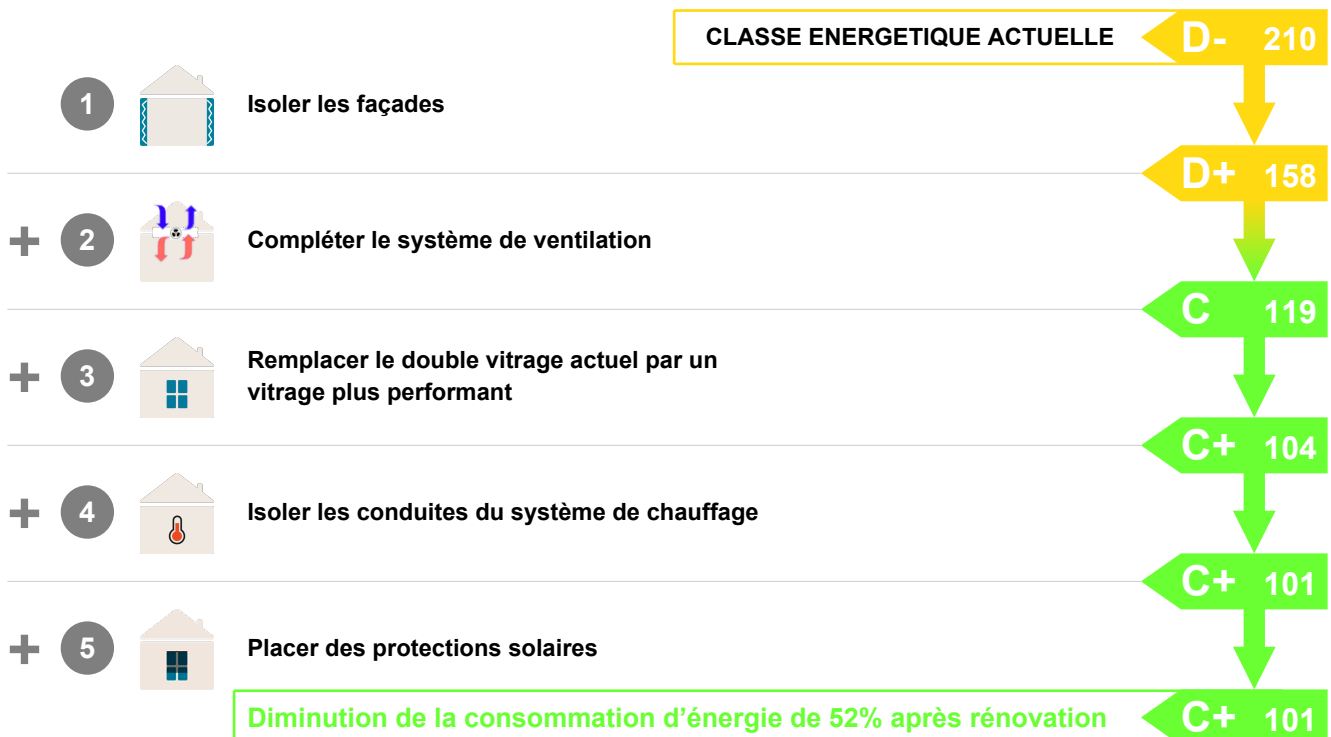 CLASSE ENERGETIQUE ACTUELLE D- 210
1 Isoler les façades
D+ 158
+ 2 Compléter le système de ventilation
C 119
+ 3 Remplacer le double vitrage actuel par un
vitrage plus performant
C+ 104
+ 4 Isoler les conduites du système de chauffage
C+ 101
+ 5 Placer des protections solaires
Diminution de la consommation d’énergie de 52% après rénovation C+ 101